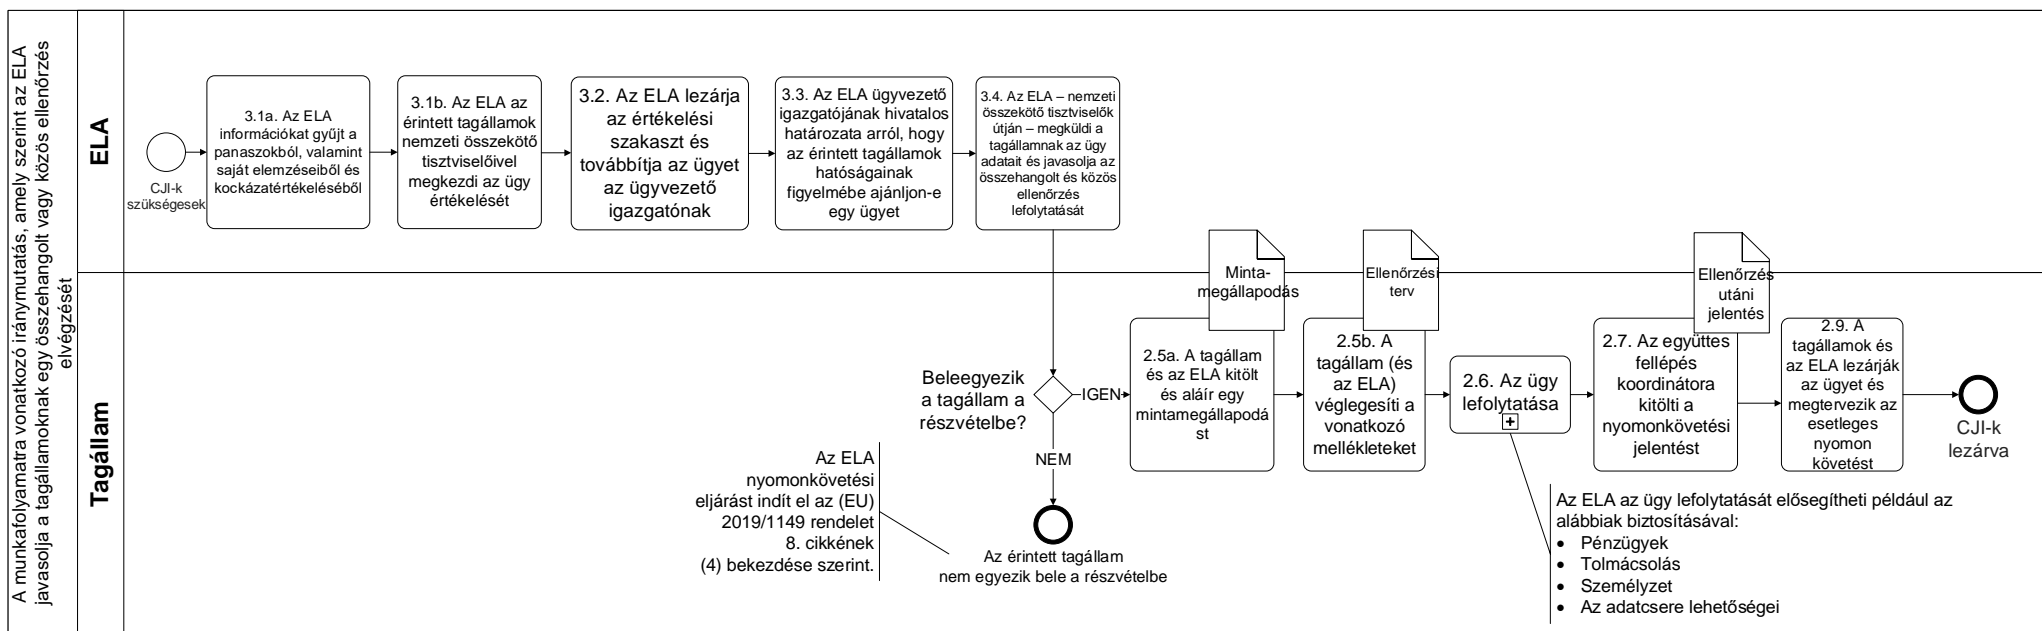 A munkafolyamatra vonatkozó iránymutatás, amely szerint az ELA
javasolja a tagállamoknak egy összehangolt vagy közös ellenőrzés
elvégzését
ELA
CJI-k
szükségesek
3.1a. Az ELA
információkat gyűjt a
panaszokból, valamint
saját elemzéseiből és
kockázatértékeléséből
3.1b. Az ELA az
érintett tagállamok
nemzeti összekötő
tisztviselőivel
megkezdi az ügy
értékelését
3.2. Az ELA lezárja
az értékelési
szakaszt és
továbbítja az ügyet
az ügyvezető
igazgatónak
3.3. Az ELA ügyvezető
igazgatójának hivatalos
határozata arról, hogy
az érintett tagállamok
hatóságainak
figyelmébe ajánljon-e
egy ügyet
3.4. Az ELA – nemzeti
összekötő tisztviselők
útján – megküldi a
tagállamnak az ügy
adatait és javasolja az
összehangolt és közös
ellenőrzés
lefolytatását
Tagállam
Beleegyezik
a tagállam a
részvételbe?
IGEN
NEM
Az ELA
nyomonkövetési
eljárást indít el az (EU)
2019/1149 rendelet
8. cikkének
(4) bekezdése szerint.
Az érintett tagállam
nem egyezik bele a részvételbe
Minta-
megállapodás
2.5a. A tagállam
és az ELA kitölt
és aláír egy
mintamegállapodá
st
Ellenőrzési
terv
2.5b. A
tagállam (és
az ELA)
véglegesíti a
vonatkozó
mellékleteket
2.6. Az ügy
lefolytatása
Ellenőrzés
utáni
jelentés
2.7. Az együttes
fellépés
koordinátora
kitölti a
nyomonkövetési
jelentést
2.9. A
tagállamok és
az ELA lezárják
az ügyet és
megtervezik az
esetleges
nyomon
követést
CJI-k
lezárva
Az ELA az ügy lefolytatását elősegítheti például az
alábbiak biztosításával:
• Pénzügyek
• Tolmácsolás
• Személyzet
• Az adatcsere lehetőségei